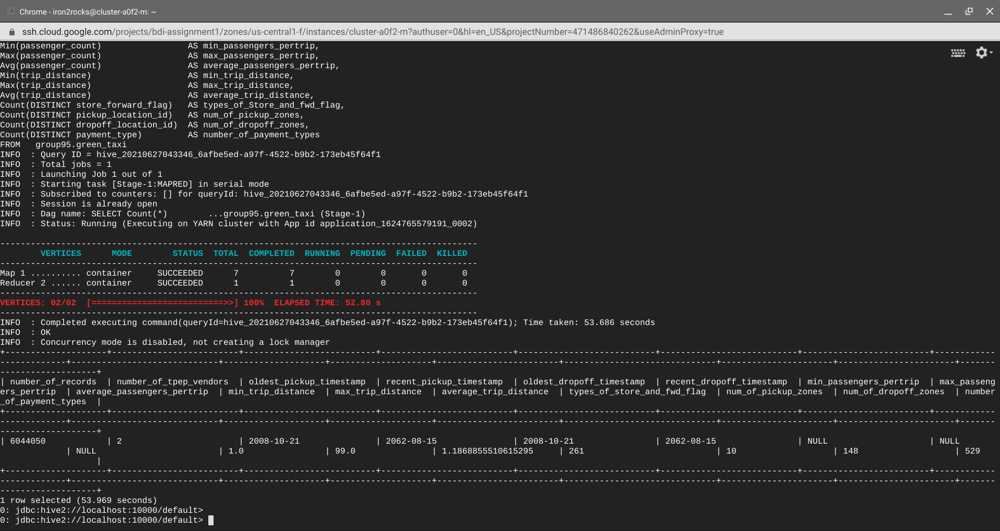 Chrome - iron2rocks@cluster-a0f2-m: ~
ssh.cloud.google.com/projects/bdi-assignment1/zones/us-central1-f/instances/cluster-a0f2-m?authuser=0&hl=en_US&projectNumber=471486840262&useAdminProxy=true
Min(passenger_count)                 AS min_passengers_pertrip,
Max(passenger_count)                 AS max_passengers_pertrip,
Avg(passenger_count)                 AS average_passengers_pertrip,
Min(trip_distance)                   AS min_trip_distance,
Max(trip_distance)                   AS max_trip_distance,
Avg(trip_distance)                   AS average_trip_distance,
Count(DISTINCT store_forward_flag)   AS types_of_Store_and_fwd_flag,
Count(DISTINCT pickup_location_id)   AS num_of_pickup_zones,
Count(DISTINCT dropoff_location_id)  AS num_of_dropoff_zones,
Count(DISTINCT payment_type)         AS number_of_payment_types
FROM   group95.green_taxi
INFO  : Query ID = hive_20210627043346_6afbe5ed-a97f-4522-b9b2-173eb45f64f1
INFO  : Total jobs = 1
INFO  : Launching Job 1 out of 1
INFO  : Starting task [Stage-1:MAPRED] in serial mode
INFO  : Subscribed to counters: [] for queryId: hive_20210627043346_6afbe5ed-a97f-4522-b9b2-173eb45f64f1
INFO  : Session is already open
INFO  : Dag name: SELECT Count(*)        ...group95.green_taxi (Stage-1)
INFO  : Status: Running (Executing on YARN cluster with App id application_1624765579191_0002)
----------------------------------------------------------------------------------------------
        VERTICES      MODE        STATUS  TOTAL  COMPLETED  RUNNING  PENDING  FAILED  KILLED
----------------------------------------------------------------------------------------------
Map 1 .......... container     SUCCEEDED      7          7        0        0       0       0
Reducer 2 ...... container     SUCCEEDED      1          1        0        0       0       0
----------------------------------------------------------------------------------------------
VERTICES: 02/02  [==========================>>] 100%  ELAPSED TIME: 52.80 s
----------------------------------------------------------------------------------------------
INFO  : Completed executing command(queryId=hive_20210627043346_6afbe5ed-a97f-4522-b9b2-173eb45f64f1); Time taken: 53.686 seconds
INFO  : OK
INFO  : Concurrency mode is disabled, not creating a lock manager
+--------------------+-------------------------+--------------------------+--------------------------+---------------------------+---------------------------+-------------------------+------------
-------------+-----------------------------+--------------------+--------------------+------------------------+------------------------------+----------------------+-----------------------+-------
-------------------+
| number_of_records  | number_of_tpep_vendors  | oldest_pickup_timestamp  | recent_pickup_timestamp  | oldest_dropoff_timestamp  | recent_dropoff_timestamp  | min_passengers_pertrip  | max_passeng
ers_pertrip  | average_passengers_pertrip  | min_trip_distance  | max_trip_distance  | average_trip_distance  | types_of_store_and_fwd_flag  | num_of_pickup_zones  | num_of_dropoff_zones  | number
_of_payment_types  |
+--------------------+-------------------------+--------------------------+--------------------------+---------------------------+---------------------------+-------------------------+------------
-------------+-----------------------------+--------------------+--------------------+------------------------+------------------------------+----------------------+-----------------------+-------
-------------------+
| 6044050            | 2                       | 2008-10-21               | 2062-08-15               | 2008-10-21                | 2062-08-15                | NULL                    | NULL
             | NULL                        | 1.0                | 99.0               | 1.1868855510615295     | 261                          | 10                   | 148                   | 529
                   |
+--------------------+-------------------------+--------------------------+--------------------------+---------------------------+---------------------------+-------------------------+------------
-------------+-----------------------------+--------------------+--------------------+------------------------+------------------------------+----------------------+-----------------------+-------
-------------------+
1 row selected (53.969 seconds)
0: jdbc:hive2://localhost:10000/default>
0: jdbc:hive2://localhost:10000/default>